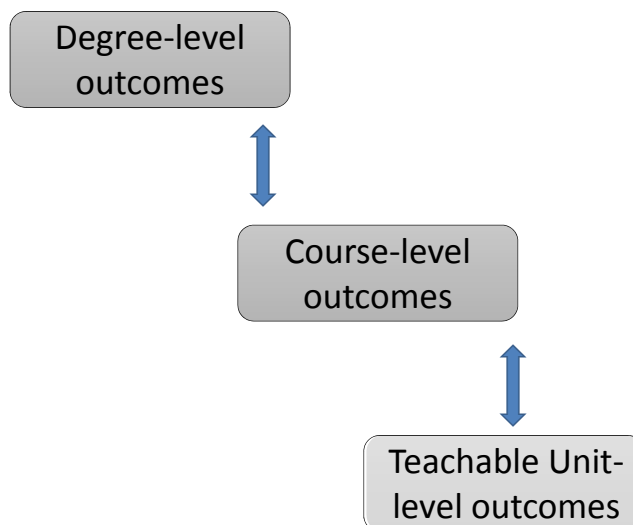 Degree-level
outcomes
Course-level
outcomes
Teachable Unit-
level outcomes